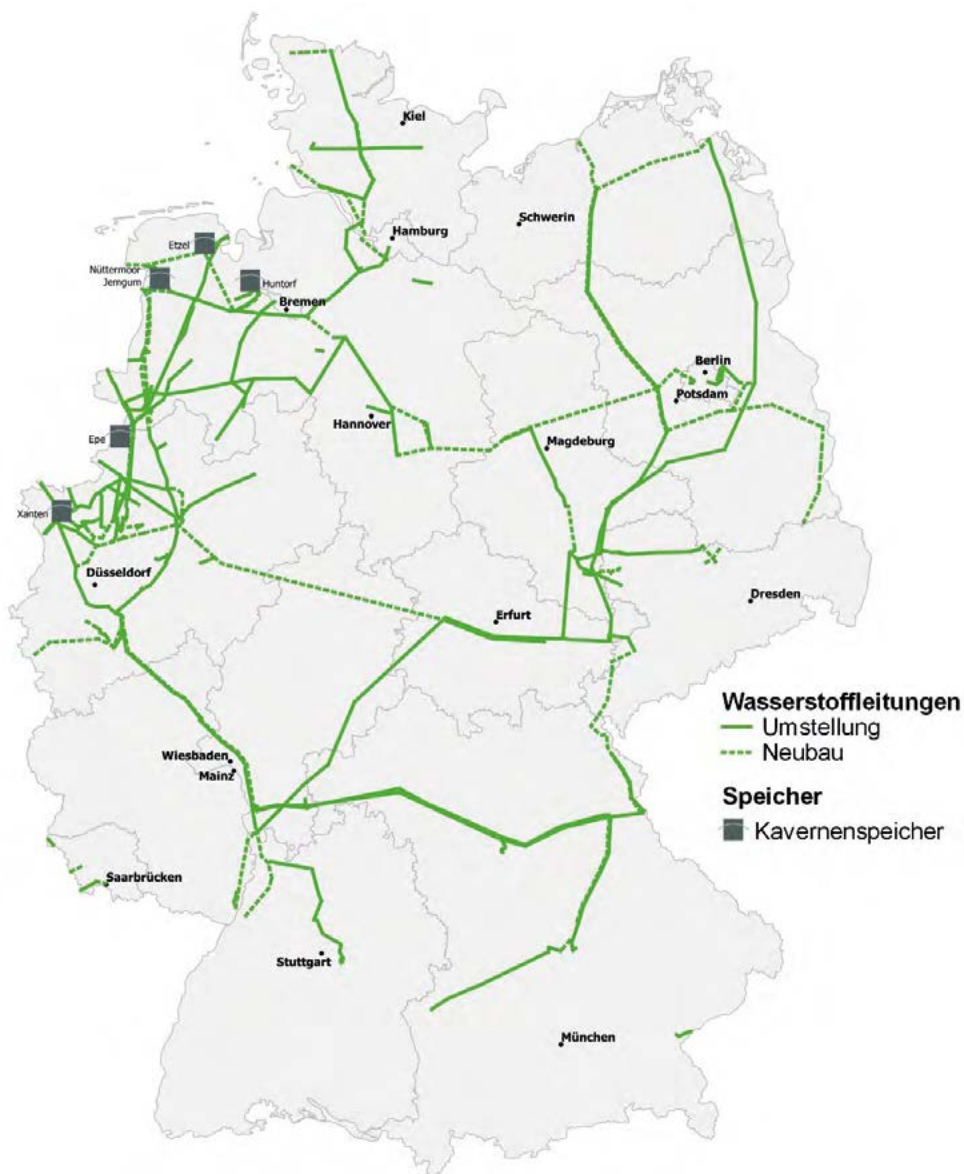 Kiel
Schwerin
Hamburg
Etzel
Nüttermoor
Jemgum
Huntorf
Bremen
Berlin
Potsdam
Hannover
Magdeburg
Epe
Xanten
Düsseldorf
Erfurt
Dresden
Wasserstoffleitungen
Umstellung
Neubau
Wiesbaden
Mainz
Speicher
Kavernenspeicher
Saarbrücken
Stuttgart
München